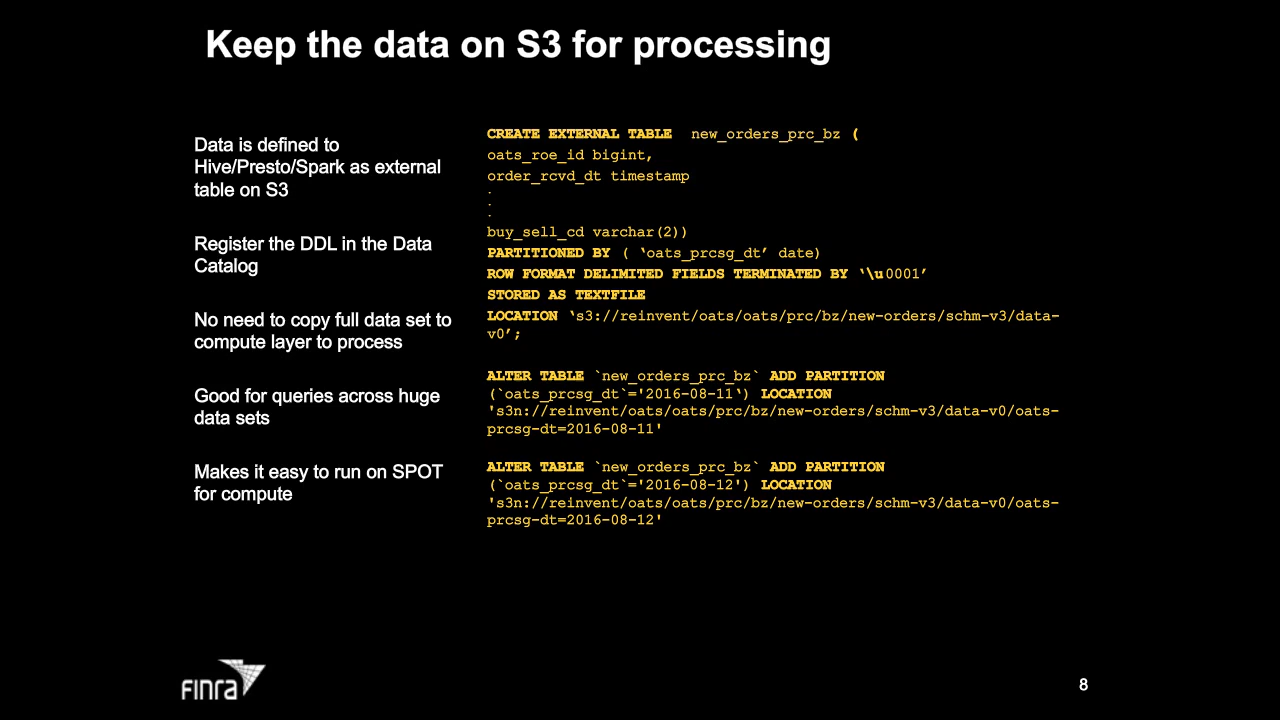 Keep the data on S3 for processing
Data is defined to
Hive/Presto/Spark as external
table on S3
Register the DDL in the Data
Catalog
No need to copy full data set to
compute layer to process
Good for queries across huge
data sets
Makes it easy to run on SPOT
for compute
CREATE EXTERNAL TABLE new_orders_prc_bz (
oats_roe_id bigint,
order_rcvd_dt timestamp
.
.
.
buy_sell_cd varchar(2))
PARTITIONED BY ( ‘oats_prcsg_dt’ date)
ROW FORMAT DELIMITED FIELDS TERMINATED BY ‘\u0001’
STORED AS TEXTFILE
LOCATION ‘s3://reinvent/oats/oats/prc/bz/new-orders/schm-v3/data-
v0’;
ALTER TABLE `new_orders_prc_bz` ADD PARTITION
(`oats_prcsg_dt`='2016-08-11‘) LOCATION
's3n://reinvent/oats/oats/prc/bz/new-orders/schm-v3/data-v0/oats-
prcsg-dt=2016-08-11'
ALTER TABLE `new_orders_prc_bz` ADD PARTITION
(`oats_prcsg_dt`='2016-08-12') LOCATION
's3n://reinvent/oats/oats/prc/bz/new-orders/schm-v3/data-v0/oats-
prcsg-dt=2016-08-12'
finra
8